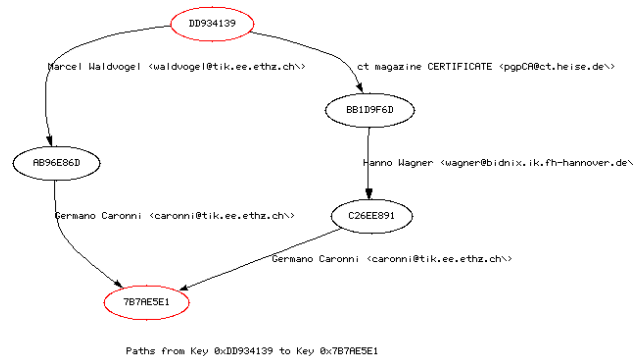 DD934139
Marcel Waldvogel <waldvogel@tik.ee.ethz.ch\>
ct magazine CERTIFICATE <pgpCA@ct.heise.de\>
BB1D9F6D
AB96E86D
Hanno Wagner <wagner@bidnix.ik.fh-hannover.de\
Germano Caronni <caronni@tik.ee.ethz.ch\>
C26EE891
Germano Caronni <caronni@tik.ee.ethz.ch\>
7B7AE5E1
Paths from Key 0xDD934139 to Key 0x7B7AE5E1